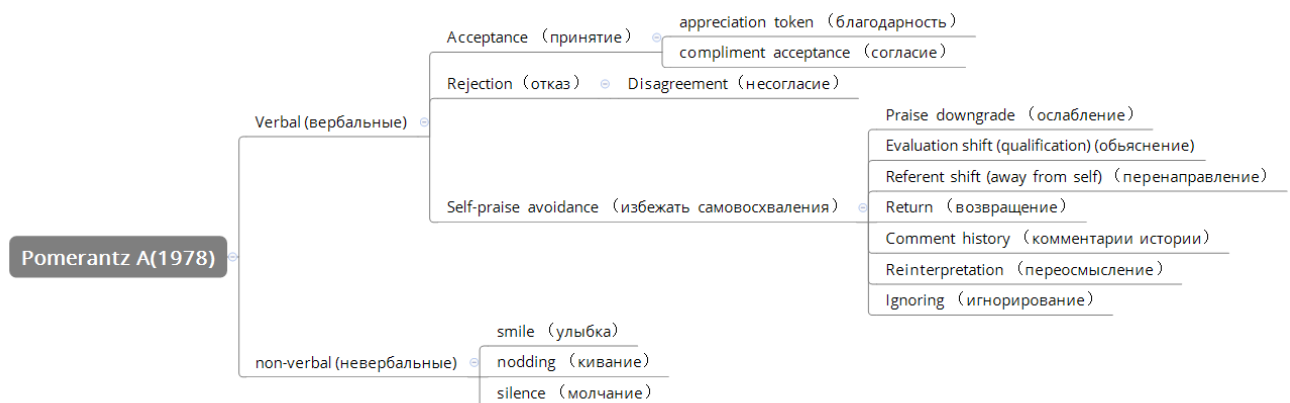 appreciation token （благодарность）
Acceptance （принятие）
compliment acceptance （согласие）
Rejection（отказ） Disagreement（несогласие）
Praise downgrade （ослабление）
Verbal (вербальные)
Evaluation shift (qualification) (обьяснение)
Referent shift (away from self) （перенаправление）
Self-praise avoidance （избежать самовосхваления）
Return （возвращение）
Comment history （комментарии истории）
Pomerantz A(1978)
Reinterpretation （переосмысление）
Ignoring （игнорирование）
smile （улыбка）
non-verbal (невербальные)
nodding （кивание）
silence （молчание）